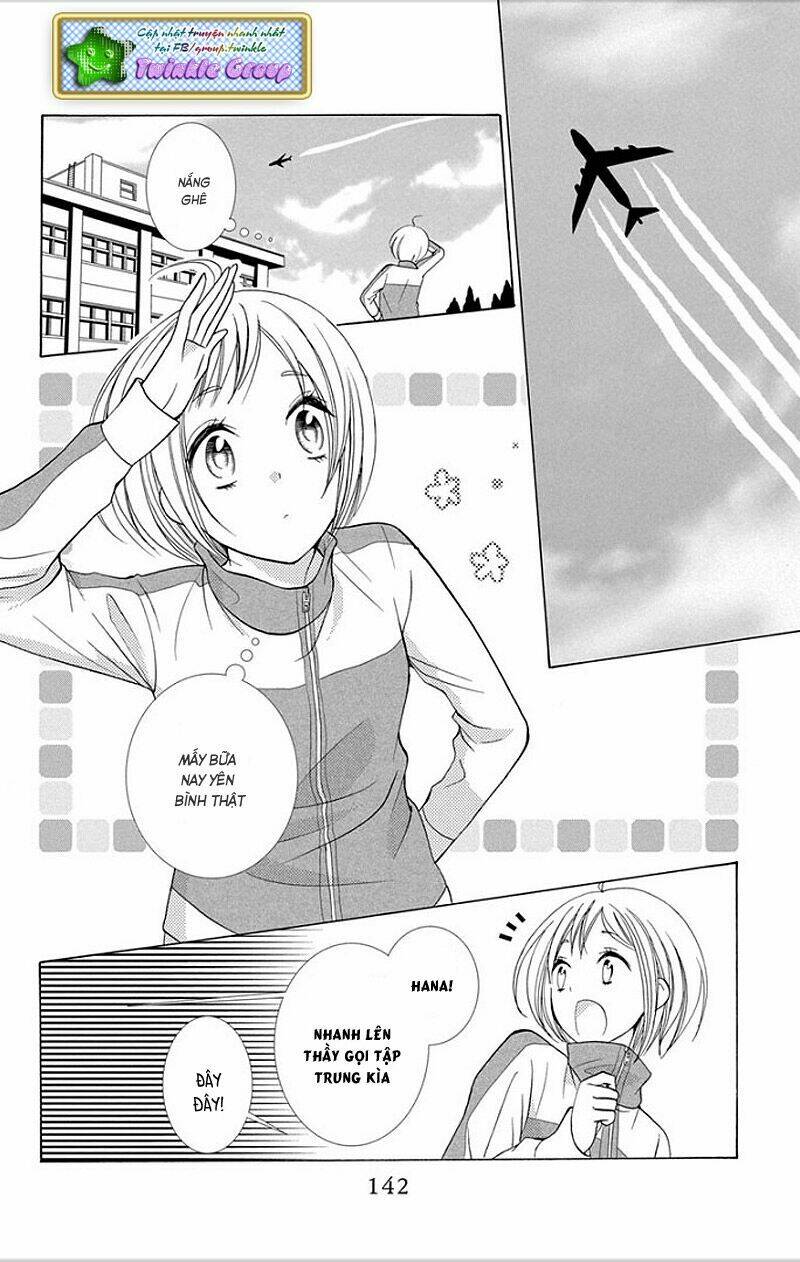 Cập nhật truyện nhanh nhất
tại FB/group.twinkle
Twinkle Group
NẮNG
GHÊ
MẤY BỮA
NAY YÊN
BÌNH THẬT
HANA!
NHANH LÊN
THẦY GỌI TẬP
TRUNG KÌA
ĐÂY
ĐÂY!
142